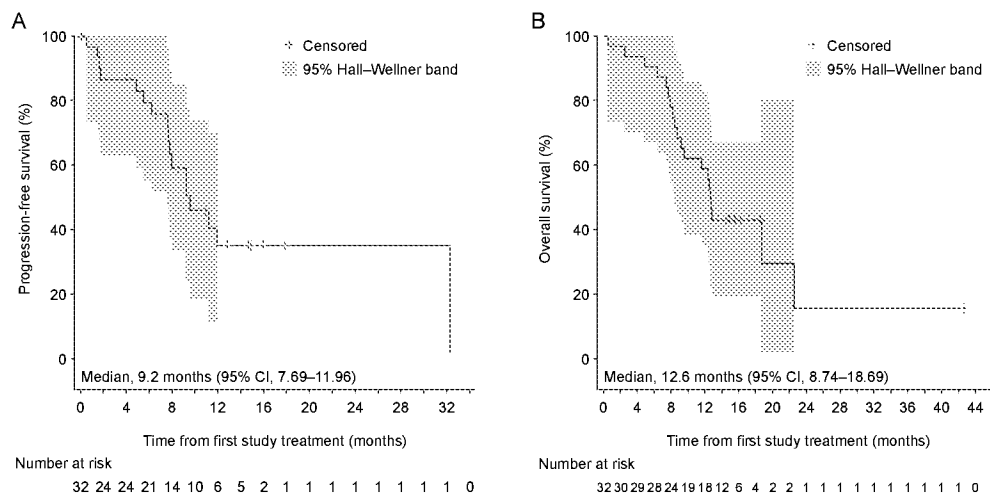 A
Censored
95% Hall–Wellner band
Progression-free survival (%)
100
80
60
40
20
0
Median, 9.2 months (95% CI, 7.69–11.96)
0 4 8 12 16 20 24 28 32
Time from first study treatment (months)
Number at risk
32 24 24 21 14 10 6 5 2 1 1 1 1 1 1 1 1 0
B
Censored
95% Hall–Wellner band
Overall survival (%)
100
80
60
40
20
0
Median, 12.6 months (95% CI, 8.74–18.69)
0 4 8 12 16 20 24 28 32 36 40 44
Time from first study treatment (months)
Number at risk
32 30 29 28 24 19 18 12 6 4 2 2 1 1 1 1 1 1 1 1 1 1 0